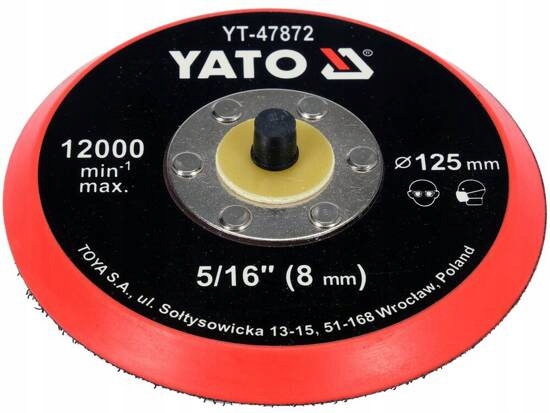 YT-47872
YATO ®
12000
min⁻¹
max.
Ø125 mm
5/16" (8 mm)
TOYA S.A., ul. Sołtysowicka 13-15, 51-168 Wrocław, Poland